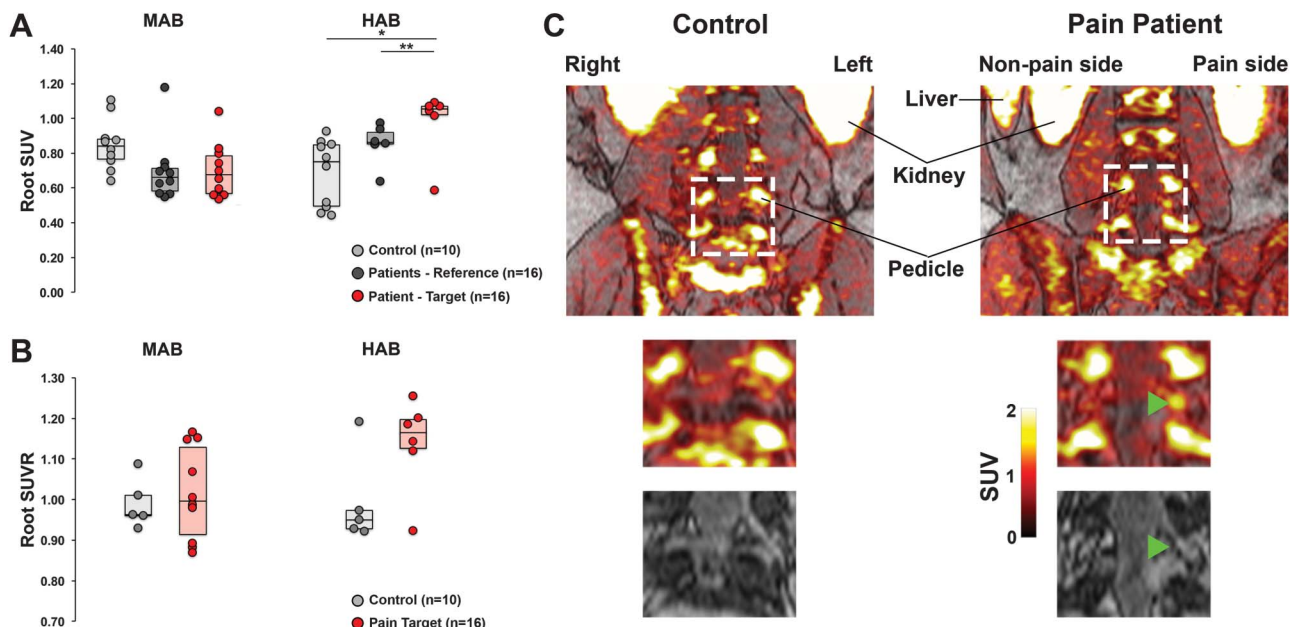 A
MAB
HAB
*
**
1.40
1.20
1.00
0.80
0.60
0.40
0.20
0.00
Root SUV
Control (n=10)
Patients - Reference (n=16)
Patient - Target (n=16)
B
MAB
HAB
1.30
1.20
1.10
1.00
0.90
0.80
0.70
Root SUVR
Control (n=10)
Pain Target (n=16)
C
Control
Pain Patient
Right
Left
Non-pain side
Pain side
Liver
Kidney
Pedicle
SUV
2
1
0